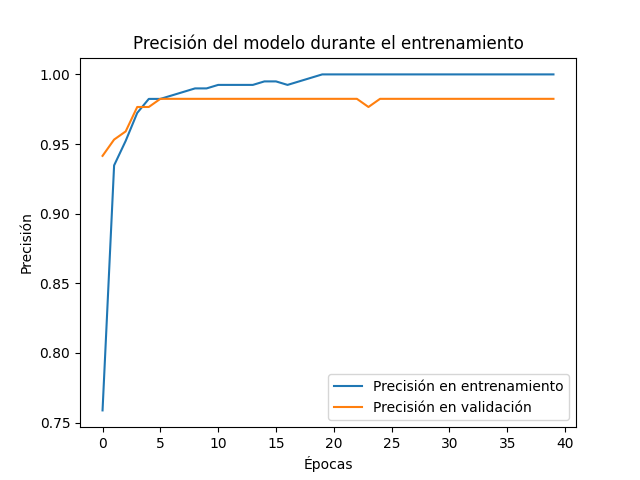 Precisión del modelo durante el entrenamiento
1.00
0.95
0.90
0.85
0.80
0.75
Precisión
Precisión en entrenamiento
Precisión en validación
0 5 10 15 20 25 30 35 40
Épocas